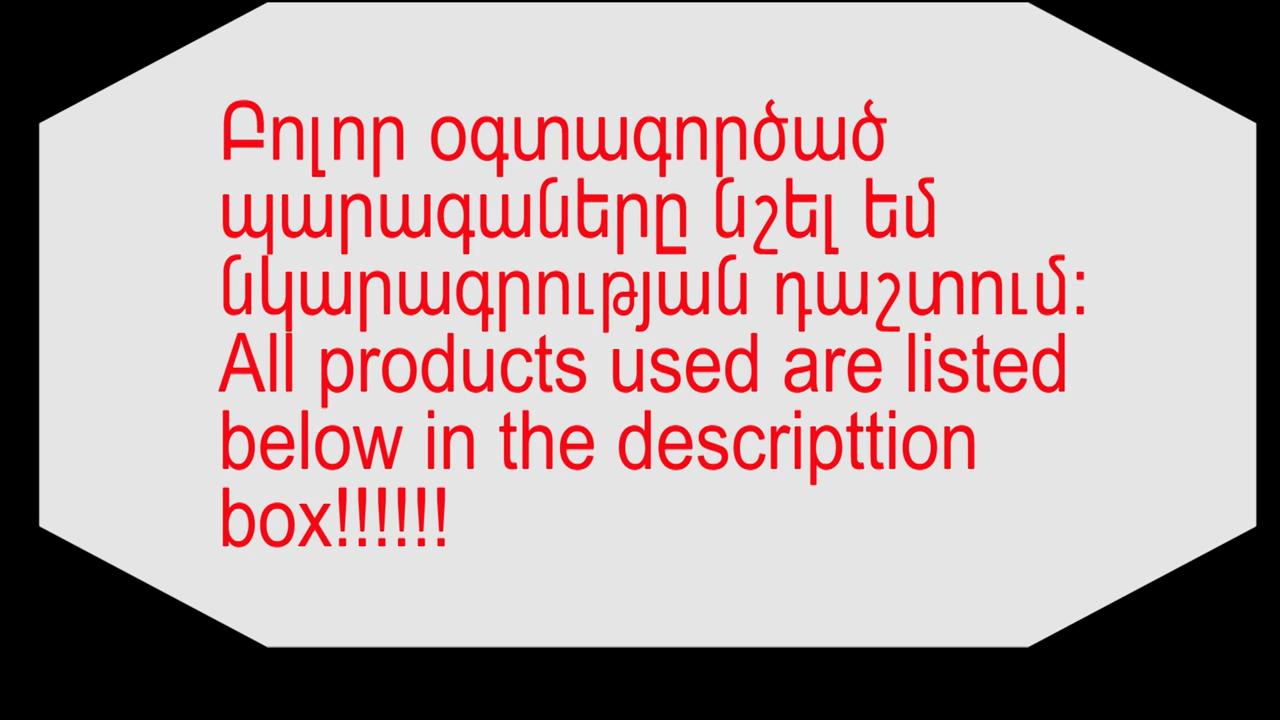 Բոլոր օգտագործած
պարագաները նշել եմ
նկարագրության դաշտում:
All products used are listed
below in the descripttion
box!!!!!!